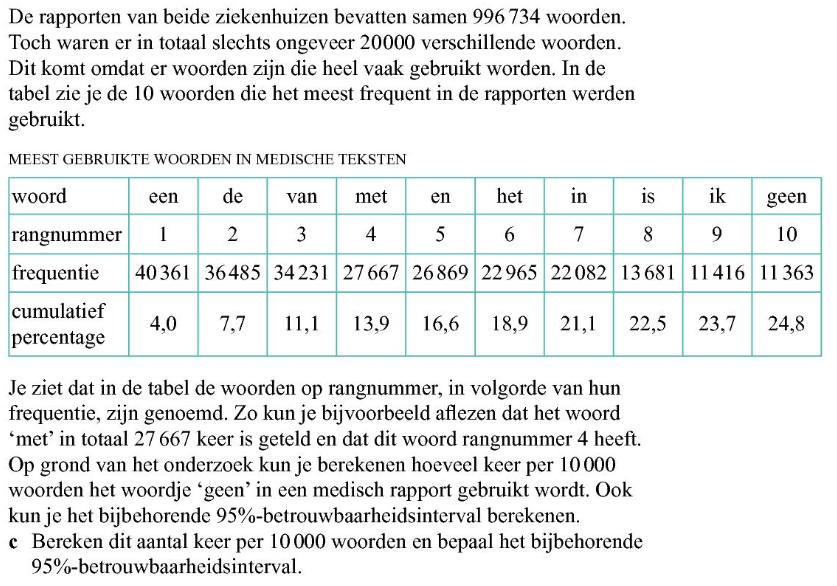 De rapporten van beide ziekenhuizen bevatten samen 996 734 woorden.
Toch waren er in totaal slechts ongeveer 20000 verschillende woorden.
Dit komt omdat er woorden zijn die heel vaak gebruikt worden. In de
tabel zie je de 10 woorden die het meest frequent in de rapporten werden
gebruikt.
MEEST GEBRUIKTE WOORDEN IN MEDISCHE TEKSTEN
woord een de van met en het in is ik geen
rangnummer 1 2 3 4 5 6 7 8 9 10
frequentie 40 361 36 485 34 231 27 667 26 869 22 965 22 082 13 681 11 416 11 363
cumulatief
percentage 4,0 7,7 11,1 13,9 16,6 18,9 21,1 22,5 23,7 24,8
Je ziet dat in de tabel de woorden op rangnummer, in volgorde van hun
frequentie, zijn genoemd. Zo kun je bijvoorbeeld aflezen dat het woord
‘met’ in totaal 27 667 keer is geteld en dat dit woord rangnummer 4 heeft.
Op grond van het onderzoek kun je berekenen hoeveel keer per 10 000
woorden het woordje ‘geen’ in een medisch rapport gebruikt wordt. Ook
kun je het bijbehorende 95%-betrouwbaarheidsinterval berekenen.
c Bereken dit aantal keer per 10 000 woorden en bepaal het bijbehorende
95%-betrouwbaarheidsinterval.